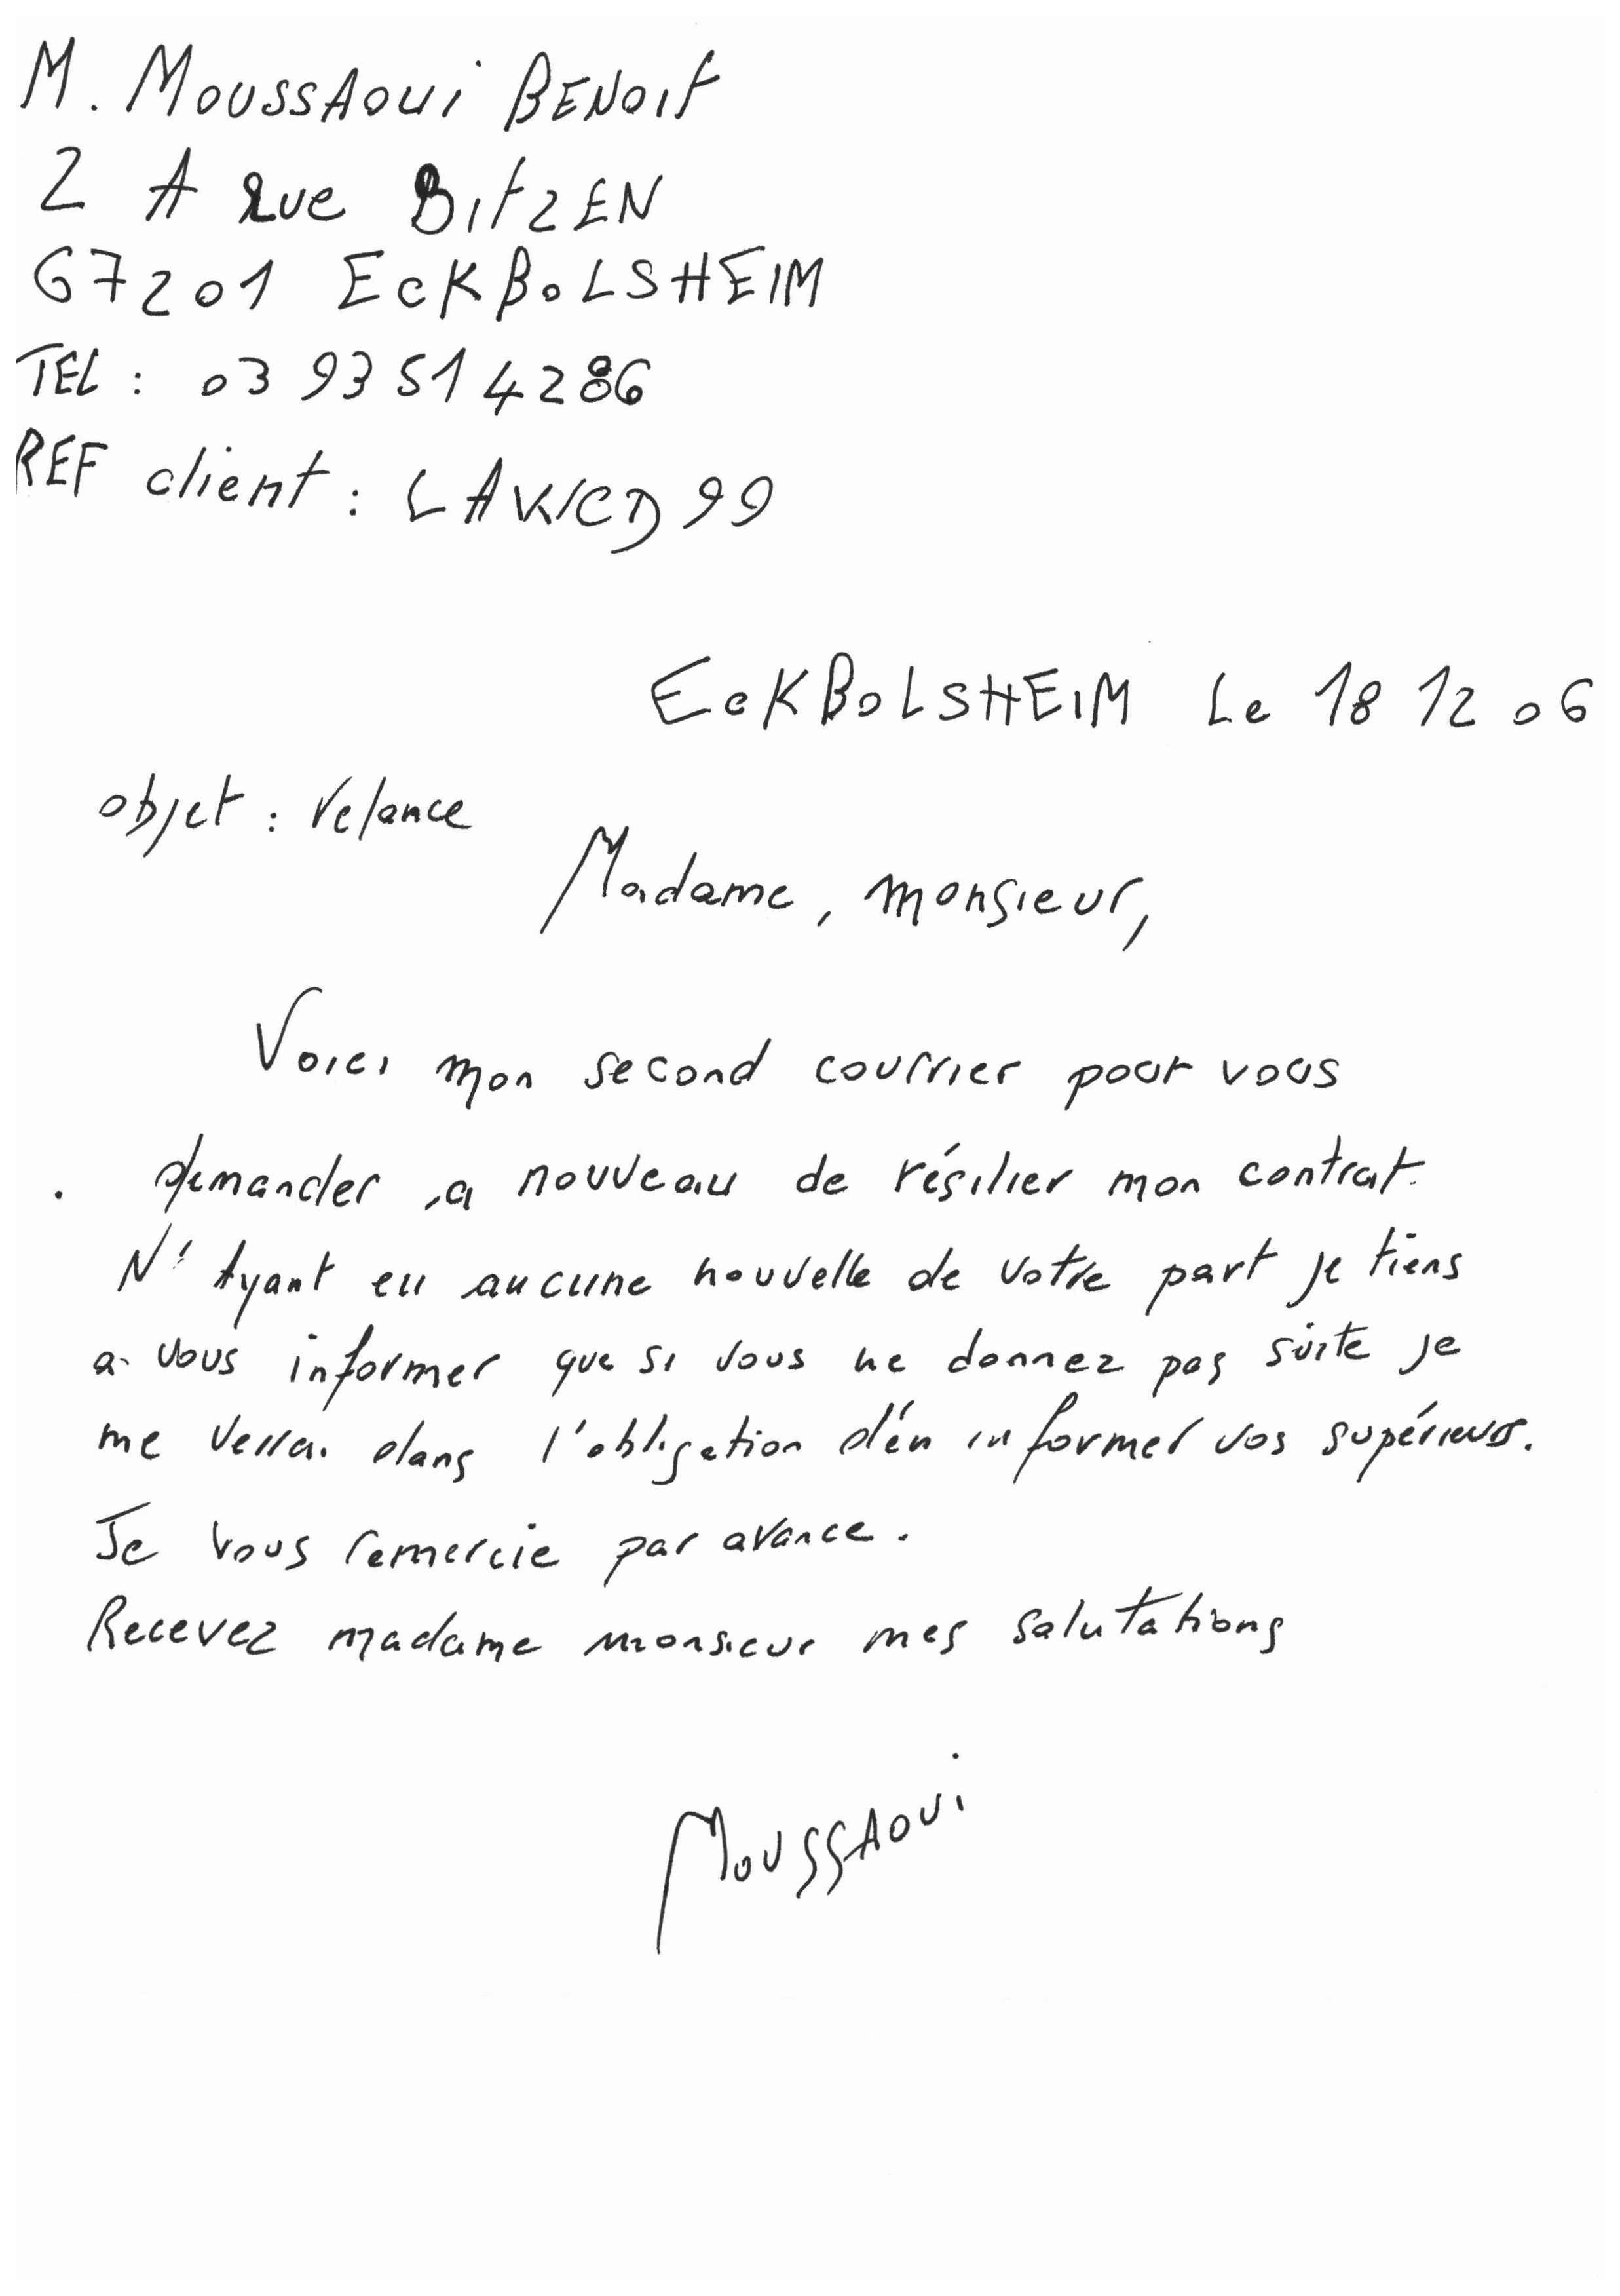 M. MOUSSAOUi BENOIT
2 A Rue BITZEN
67201 ECKBOLSHEIM
TEL : 03 93 51 42 86
REF client :
ECKBOLSHEIM Le 18 12 06
objet : relance
Madame, monsieur,
Voici mon second courrier pour vous
demander a nouveau de résilier mon contrat.
N' Ayant eu aucune nouvelle de votre part je tiens
a vous informer que si vous ne donnez pas suite je
me verrai dans l'obligation d'en informer vos supérieurs.
Je vous remercie par avance.
Recevez madame monsieur mes salutations
MOUSSAOUi